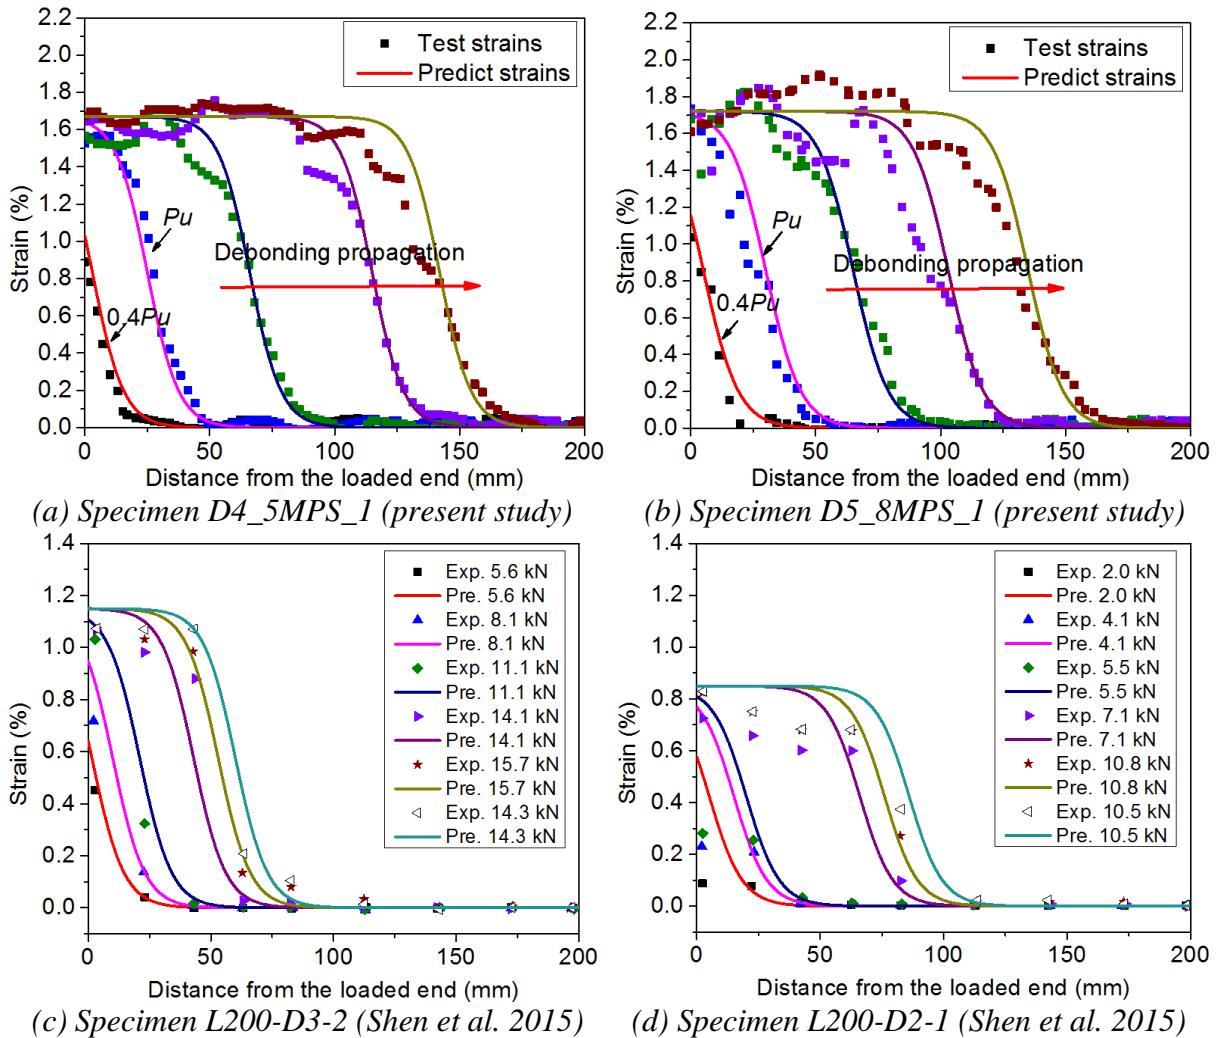 2.2
2.0
1.8
1.6
1.4
1.2
1.0
0.8
0.6
0.4
0.2
0.0
Strain (%)
Test strains
Predict strains
Pu
0.4Pu
Debonding propagation
0 50 100 150 200
Distance from the loaded end (mm)
(a) Specimen D4_5MPS_1 (present study)
2.2
2.0
1.8
1.6
1.4
1.2
1.0
0.8
0.6
0.4
0.2
0.0
Strain (%)
Test strains
Predict strains
Pu
0.4Pu
Debonding propagation
0 50 100 150 200
Distance from the loaded end (mm)
(b) Specimen D5_8MPS_1 (present study)
1.4
1.2
1.0
0.8
0.6
0.4
0.2
0.0
Strain (%)
Exp. 5.6 kN
Pre. 5.6 kN
Exp. 8.1 kN
Pre. 8.1 kN
Exp. 11.1 kN
Pre. 11.1 kN
Exp. 14.1 kN
Pre. 14.1 kN
Exp. 15.7 kN
Pre. 15.7 kN
Exp. 14.3 kN
Pre. 14.3 kN
0 50 100 150 200
Distance from the loaded end (mm)
(c) Specimen L200-D3-2 (Shen et al. 2015)
1.4
1.2
1.0
0.8
0.6
0.4
0.2
0.0
Strain (%)
Exp. 2.0 kN
Pre. 2.0 kN
Exp. 4.1 kN
Pre. 4.1 kN
Exp. 5.5 kN
Pre. 5.5 kN
Exp. 7.1 kN
Pre. 7.1 kN
Exp. 10.8 kN
Pre. 10.8 kN
Exp. 10.5 kN
Pre. 10.5 kN
0 50 100 150 200
Distance from the loaded end (mm)
(d) Specimen L200-D2-1 (Shen et al. 2015)